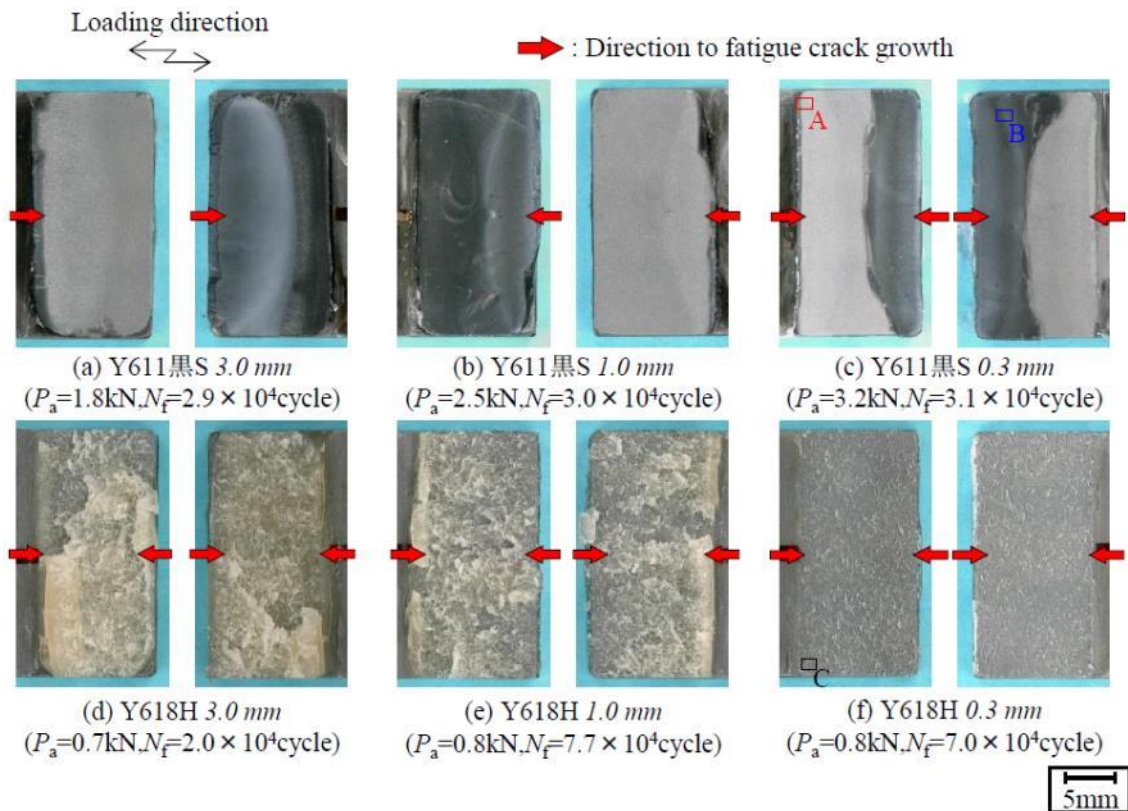 Loading direction
: Direction to fatigue crack growth
A
B
(a) Y611黒S 3.0 mm
(Pa=1.8kN,Nf=2.9 × 10⁴cycle)
(b) Y611黒S 1.0 mm
(Pa=2.5kN,Nf=3.0 × 10⁴cycle)
(c) Y611黒S 0.3 mm
(Pa=3.2kN,Nf=3.1 × 10⁴cycle)
C
(d) Y618H 3.0 mm
(Pa=0.7kN,Nf=2.0 × 10⁴cycle)
(e) Y618H 1.0 mm
(Pa=0.8kN,Nf=7.7 × 10⁴cycle)
(f) Y618H 0.3 mm
(Pa=0.8kN,Nf=7.0 × 10⁴cycle)
5mm